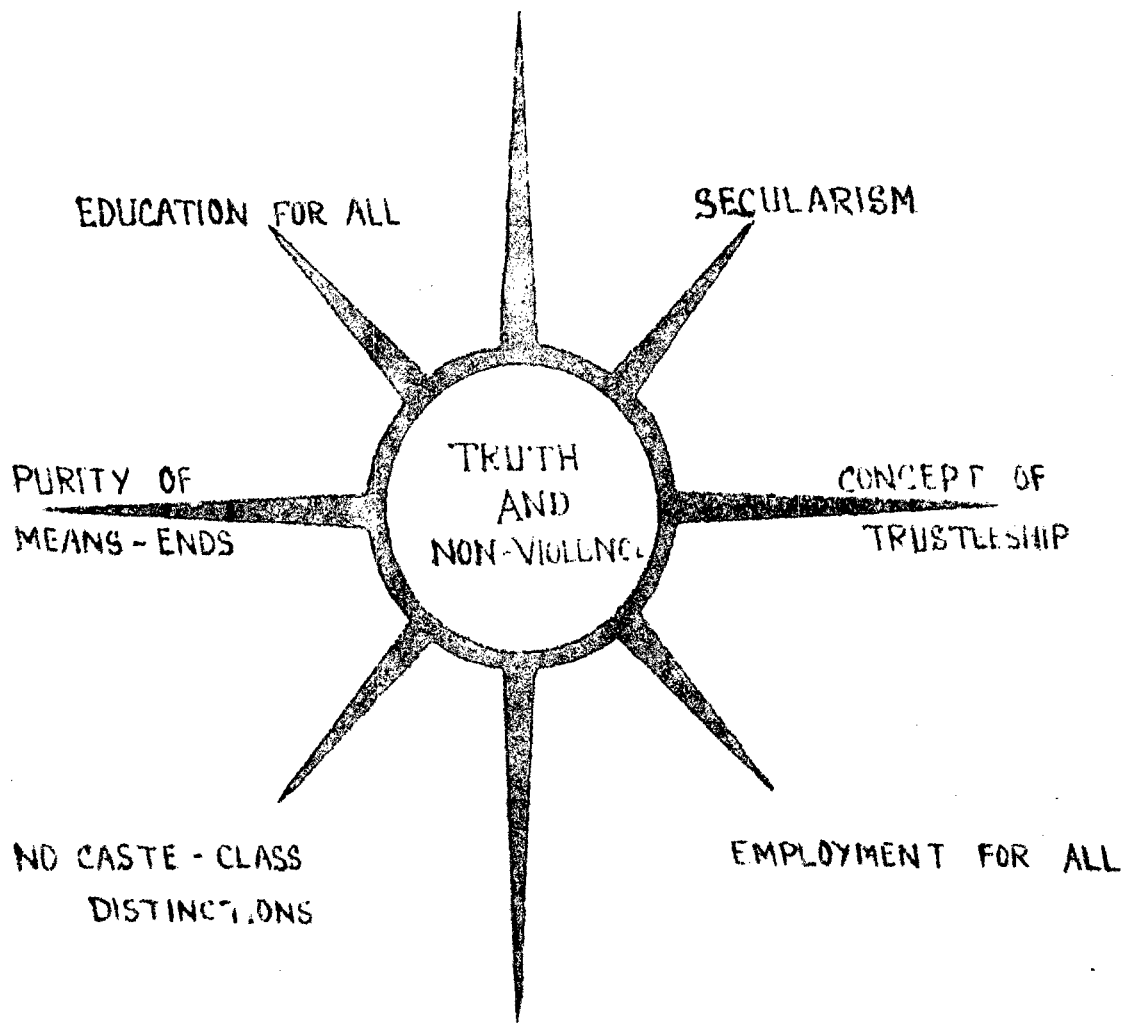 EDUCATION FOR ALL
SECULARISM
PURITY OF
MEANS - ENDS
TRUTH
AND
NON-VIOLENCE
CONCEPT OF
TRUSTEESHIP
NO CASTE - CLASS
DISTINCTIONS
EMPLOYMENT FOR ALL